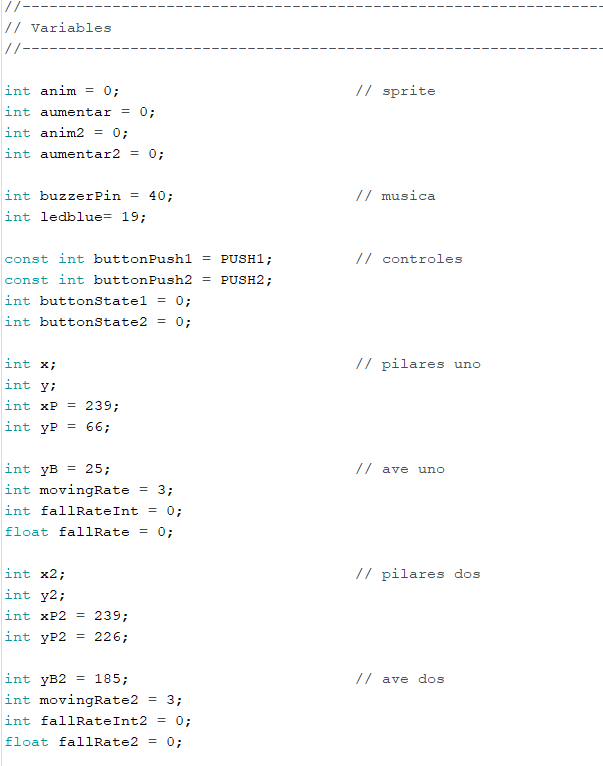 //-----------------------------------------------------------------
// Variables
//-----------------------------------------------------------------
int anim = 0; // sprite
int aumentar = 0;
int anim2 = 0;
int aumentar2 = 0;
int buzzerPin = 40; // musica
int ledblue= 19;
const int buttonPush1 = PUSH1; // controles
const int buttonPush2 = PUSH2;
int buttonState1 = 0;
int buttonState2 = 0;
int x; // pilares uno
int y;
int xP = 239;
int yP = 66;
int yB = 25; // ave uno
int movingRate = 3;
int fallRateInt = 0;
float fallRate = 0;
int x2; // pilares dos
int y2;
int xP2 = 239;
int yP2 = 226;
int yB2 = 185; // ave dos
int movingRate2 = 3;
int fallRateInt2 = 0;
float fallRate2 = 0;